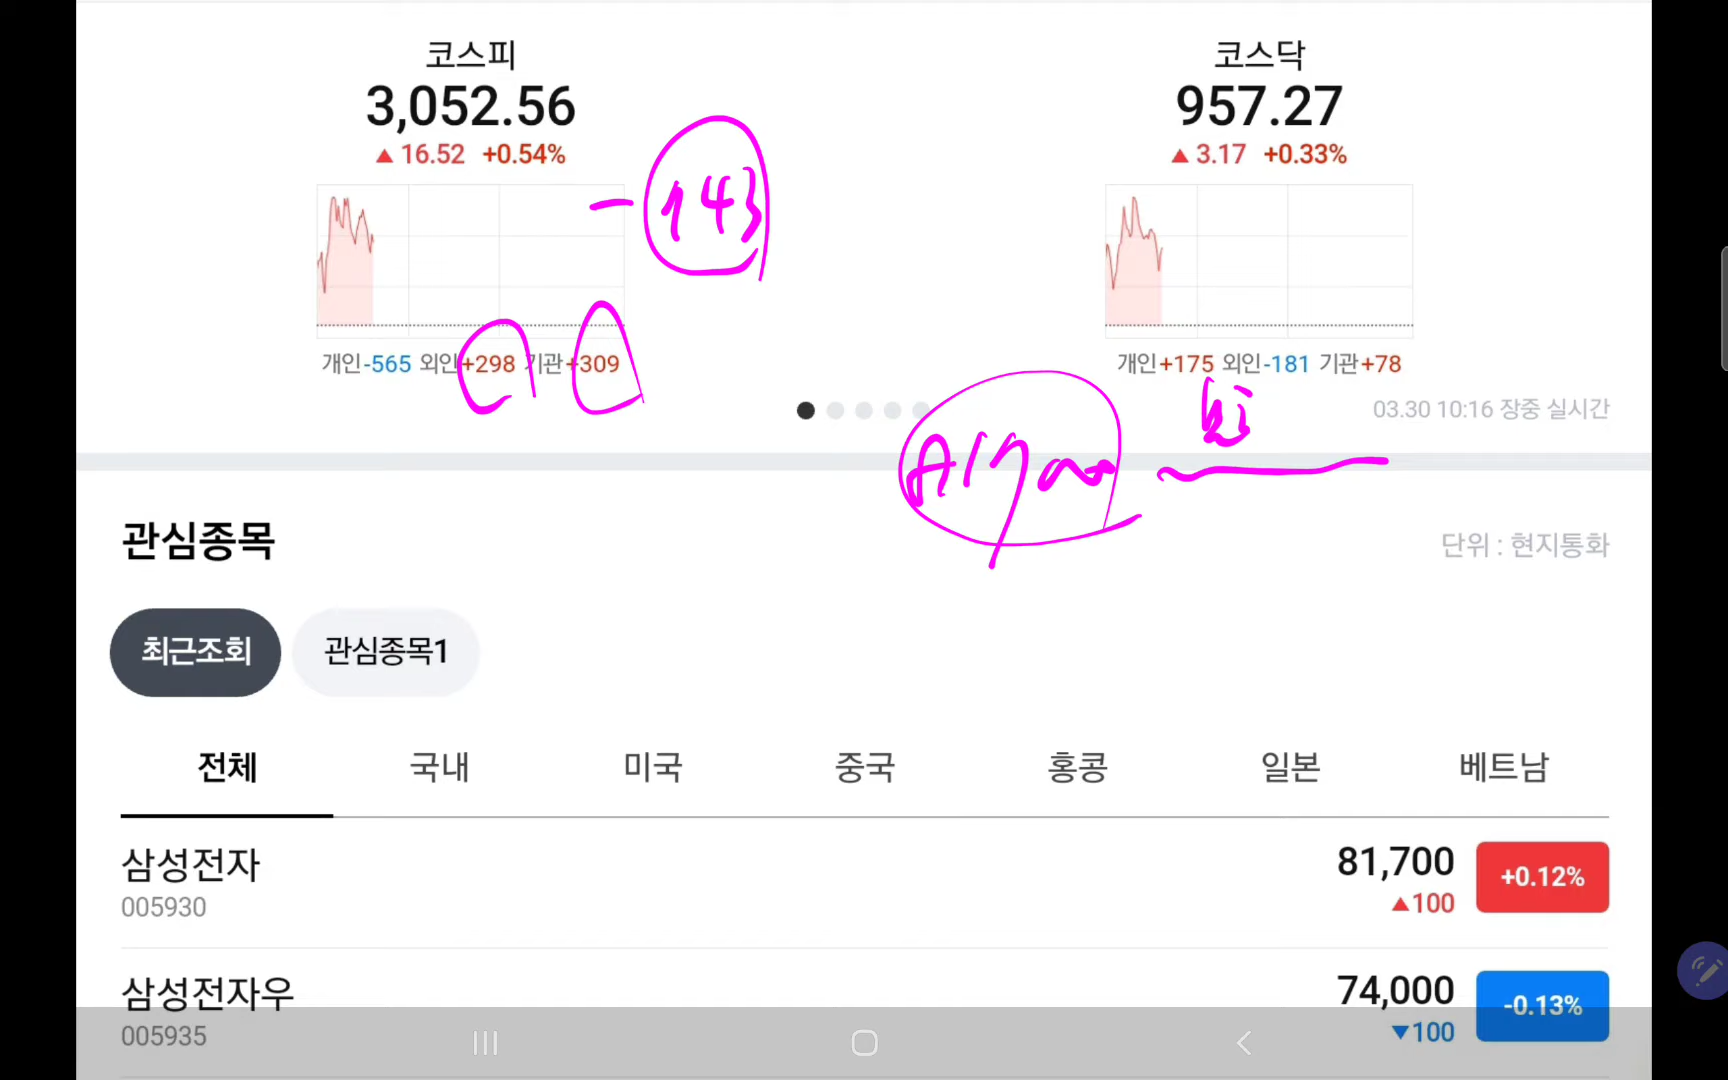 코스피
3,052.56
▲ 16.52 +0.54%
-143
개인-565 외인+298 기관+309
코스닥
957.27
▲ 3.17 +0.33%
개인+175 외인-181 기관+78
03.30 10:16 장중 실시간
관심종목
단위 : 현지통화
최근조회 관심종목1
전체 국내 미국 중국 홍콩 일본 베트남
삼성전자 81,700 +0.12%
005930 ▲100
삼성전자우 74,000 -0.13%
005935 ▼100